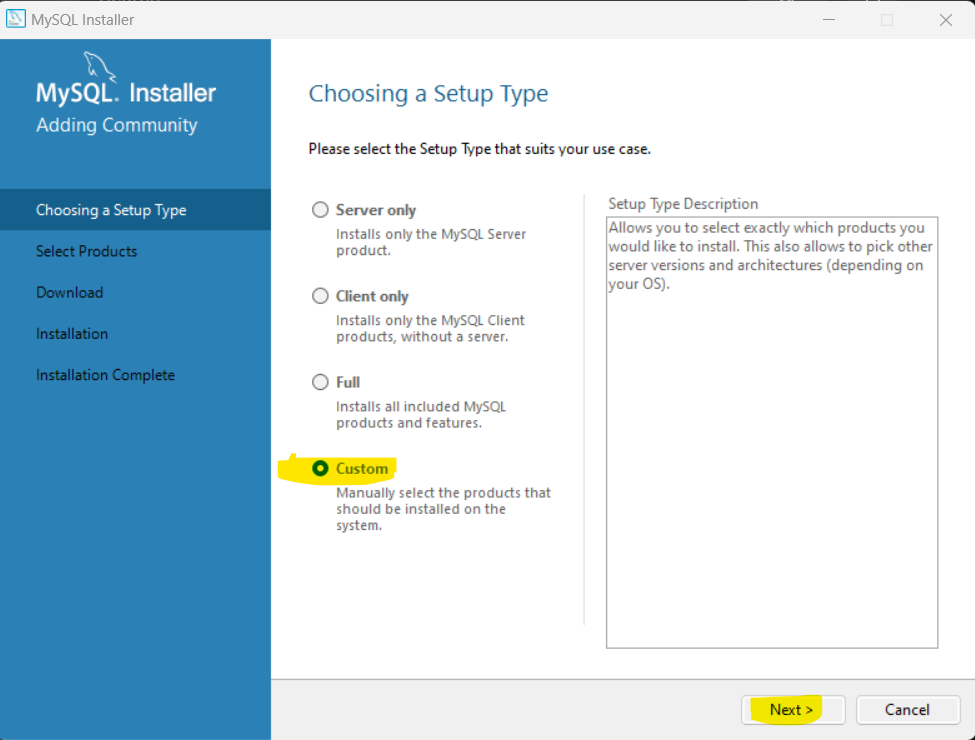 MySQL Installer
MySQL. Installer
Adding Community
Choosing a Setup Type
Select Products
Download
Installation
Installation Complete
Choosing a Setup Type
Please select the Setup Type that suits your use case.
Server only
Installs only the MySQL Server
product.
Client only
Installs only the MySQL Client
products, without a server.
Full
Installs all included MySQL
products and features.
Custom
Manually select the products that
should be installed on the
system.
Setup Type Description
Allows you to select exactly which products you
would like to install. This also allows to pick other
server versions and architectures (depending on
your OS).
Next >
Cancel